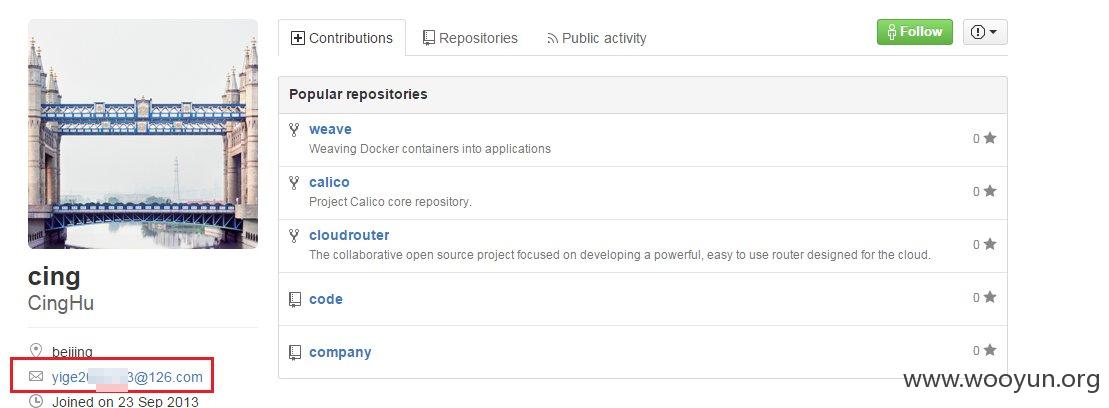 Contributions
Repositories
Public activity
Follow
Popular repositories
weave
0
Weaving Docker containers into applications
calico
0
Project Calico core repository.
cloudrouter
0
The collaborative open source project focused on developing a powerful, easy to use router designed for the cloud.
code
0
company
0
cing
CingHu
beijing
3@126.com
Joined on 23 Sep 2013
www.wooyun.org